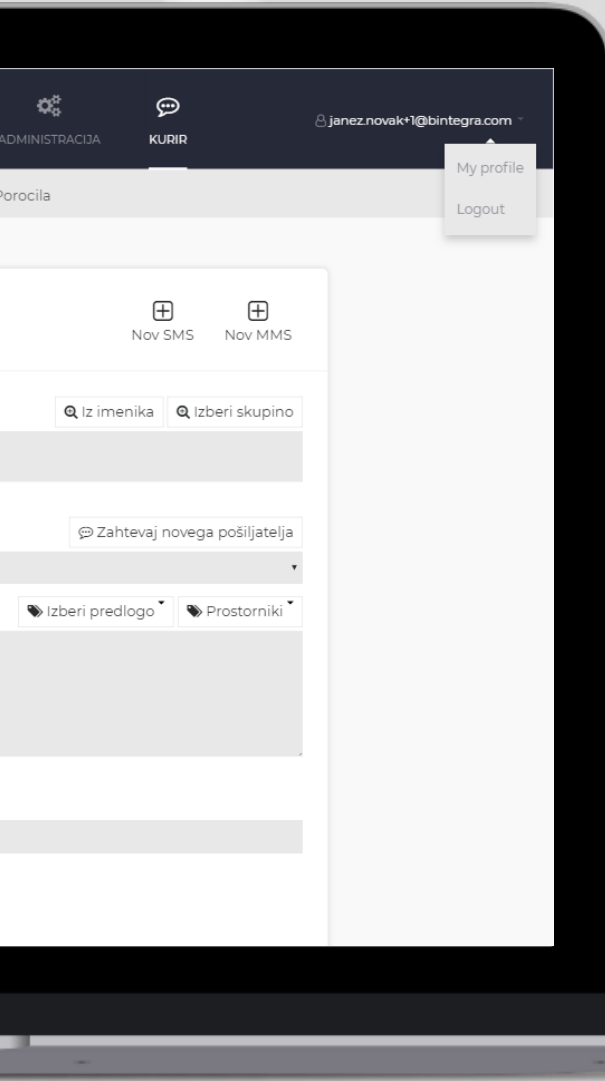 ADMINISTRACIJA
KURIR
janez.novak+1@bintegra.com
My profile
Logout
Porocila
Nov SMS
Nov MMS
Iz imenika
Izberi skupino
Zahtevaj novega pošiljatelja
Izberi predlogo
Prostorniki